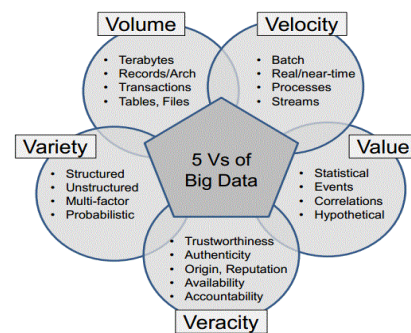 Volume
• Terabytes
• Records/Arch
• Transactions
• Tables, Files
Velocity
• Batch
• Real/near-time
• Processes
• Streams
Variety
• Structured
• Unstructured
• Multi-factor
• Probabilistic
5 Vs of
Big Data
Value
• Statistical
• Events
• Correlations
• Hypothetical
• Trustworthiness
• Authenticity
• Origin, Reputation
• Availability
• Accountability
Veracity